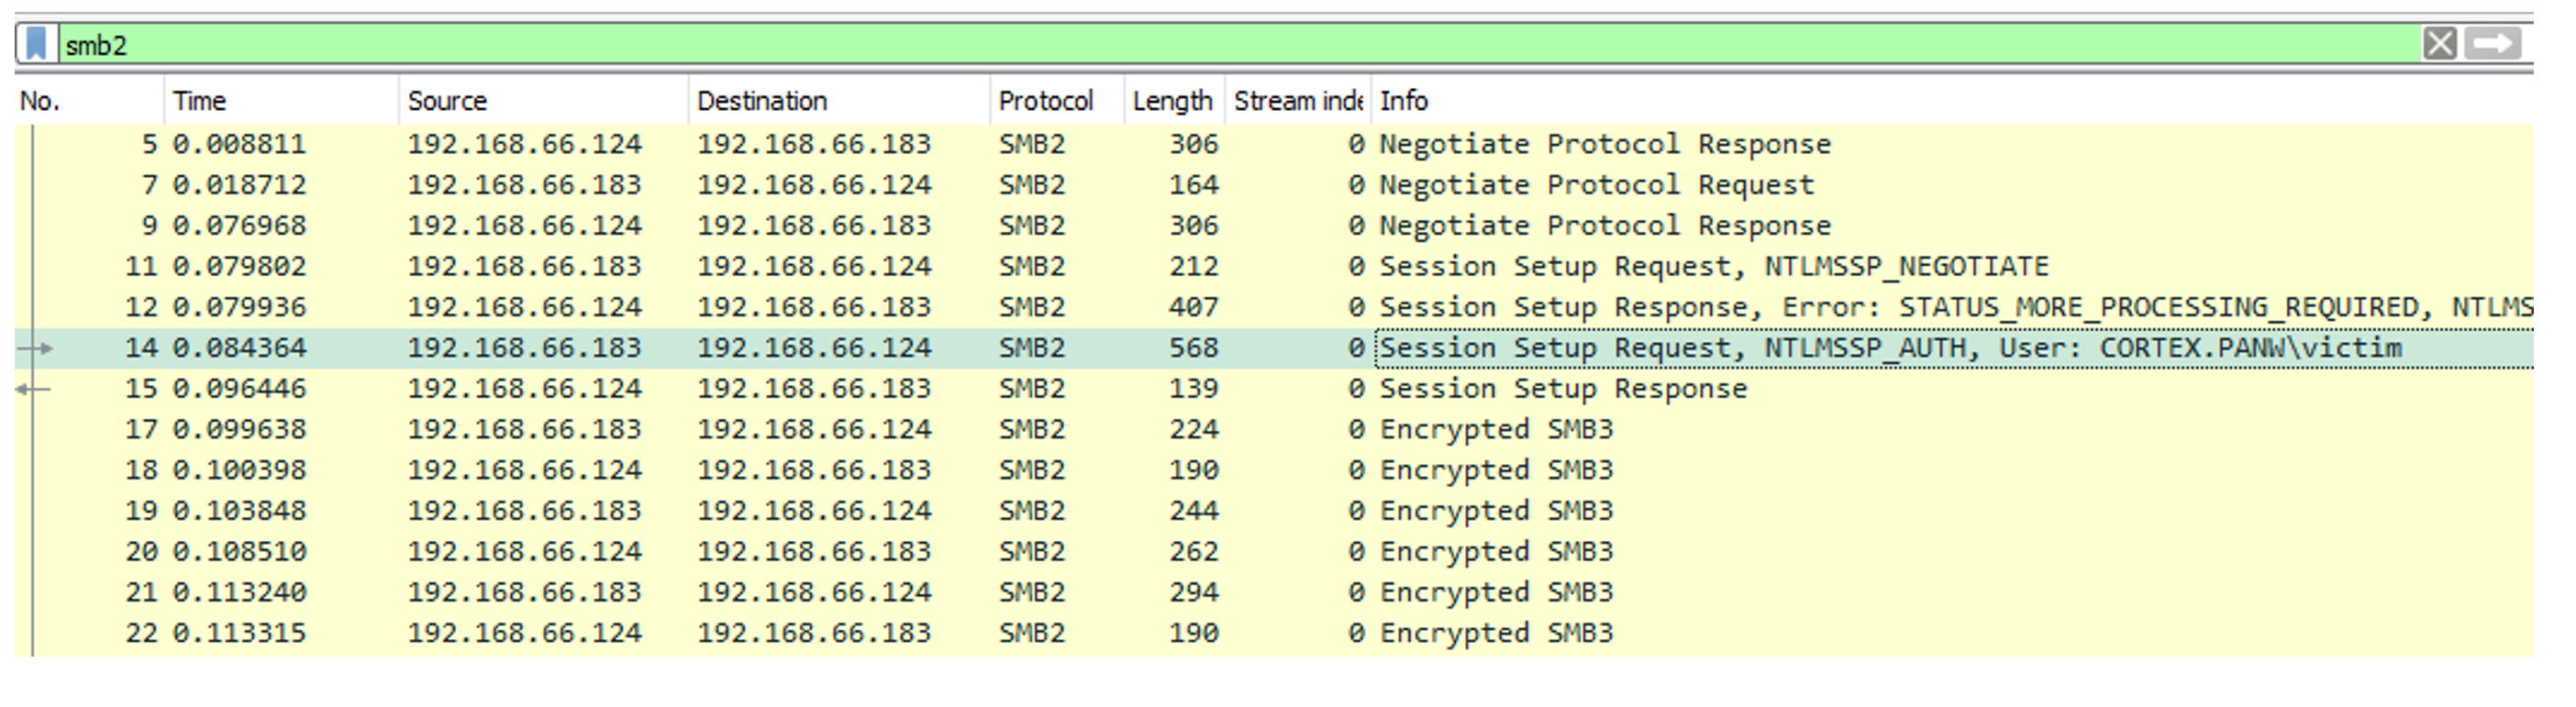 smb2
No. Time Source Destination Protocol Length Stream inde Info
5 0.008811 192.168.66.124 192.168.66.183 SMB2 306 0 Negotiate Protocol Response
7 0.018712 192.168.66.183 192.168.66.124 SMB2 164 0 Negotiate Protocol Request
9 0.076968 192.168.66.124 192.168.66.183 SMB2 306 0 Negotiate Protocol Response
11 0.079802 192.168.66.183 192.168.66.124 SMB2 212 0 Session Setup Request, NTLMSSP_NEGOTIATE
12 0.079936 192.168.66.124 192.168.66.183 SMB2 407 0 Session Setup Response, Error: STATUS_MORE_PROCESSING_REQUIRED, NTLMS
14 0.084364 192.168.66.183 192.168.66.124 SMB2 568 0 Session Setup Request, NTLMSSP_AUTH, User: CORTEX.PANW\victim
15 0.096446 192.168.66.124 192.168.66.183 SMB2 139 0 Session Setup Response
17 0.099638 192.168.66.183 192.168.66.124 SMB2 224 0 Encrypted SMB3
18 0.100398 192.168.66.124 192.168.66.183 SMB2 190 0 Encrypted SMB3
19 0.103848 192.168.66.183 192.168.66.124 SMB2 244 0 Encrypted SMB3
20 0.108510 192.168.66.124 192.168.66.183 SMB2 262 0 Encrypted SMB3
21 0.113240 192.168.66.183 192.168.66.124 SMB2 294 0 Encrypted SMB3
22 0.113315 192.168.66.124 192.168.66.183 SMB2 190 0 Encrypted SMB3